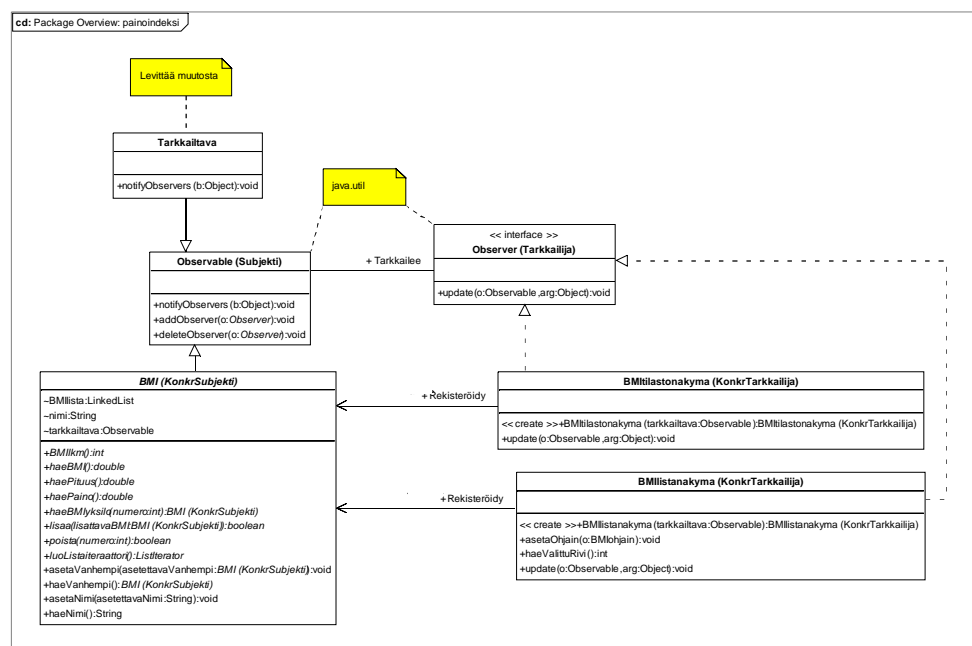 cd: Package Overview: painoindeksi
Levittää muutosta
Tarkkailtava
+notifyObservers (b:Object):void
java.util
<< interface >>
Observer (Tarkkailija)
+update(o:Observable ,arg:Object):void
Observable (Subjekti)
+notifyObservers (b:Object):void
+addObserver(o:Observer):void
+deleteObserver(o:Observer):void
+ Tarkkailee
BMI (KonkrSubjekti)
~BMIlista:LinkedList
~nimi:String
~tarkkailtava:Observable
+BMIlkm():int
+haeBMI():double
+haePituus():double
+haePaino():double
+haeBMIyksilo(numero:int):BMI (KonkrSubjekti)
+lisaa(lisattavaBMI:BMI (KonkrSubjekti)):boolean
+poista(numero:int):boolean
+luoListaiteraattori():ListIterator
+asetaVanhempi(asetettavaVanhempi:BMI (KonkrSubjekti)):void
+haeVanhempi():BMI (KonkrSubjekti)
+asetaNimi(asetettavaNimi:String):void
+haeNimi():String
+ Rekisteröidy
BMItilastonakyma (KonkrTarkkailija)
<< create >>+BMItilastonakyma (tarkkailtava:Observable):BMItilastonakyma (KonkrTarkkailija)
+update(o:Observable ,arg:Object):void
+ Rekisteröidy
BMIlistanakyma (KonkrTarkkailija)
<< create >>+BMIlistanakyma (tarkkailtava:Observable):BMIlistanakyma (KonkrTarkkailija)
+asetaOhjain(o:BMIohjain):void
+haeValittuRivi():int
+update(o:Observable ,arg:Object):void